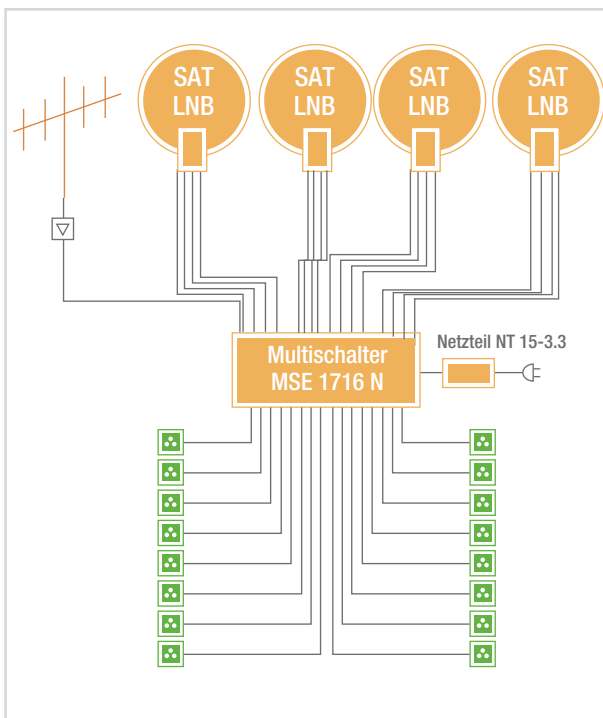 SAT
LNB
SAT
LNB
SAT
LNB
SAT
LNB
Multischalter
MSE 1716 N
Netzteil NT 15-3.3